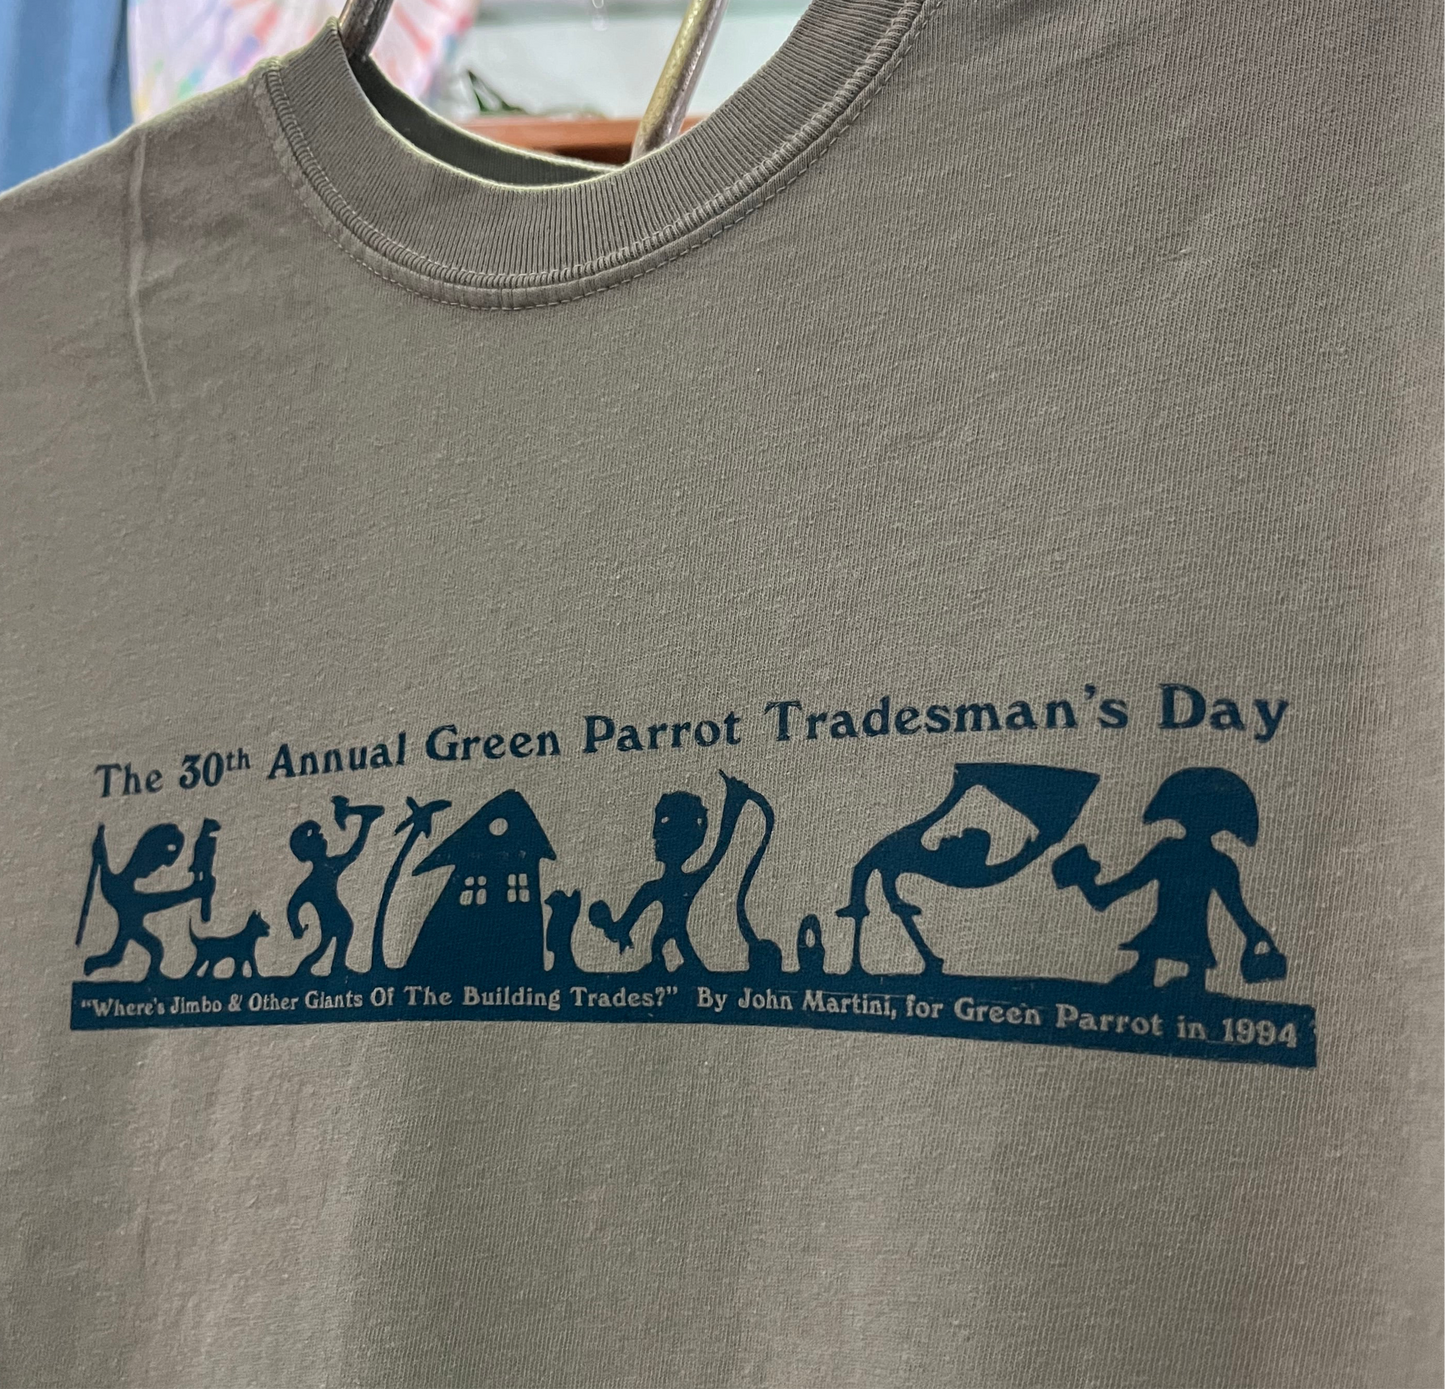 The 30th Annual Green Parrot Tradesman's Day
"Where's Jimbo & Other Giants Of The Building Trades?" By John Martini, for Green Parrot in 1994